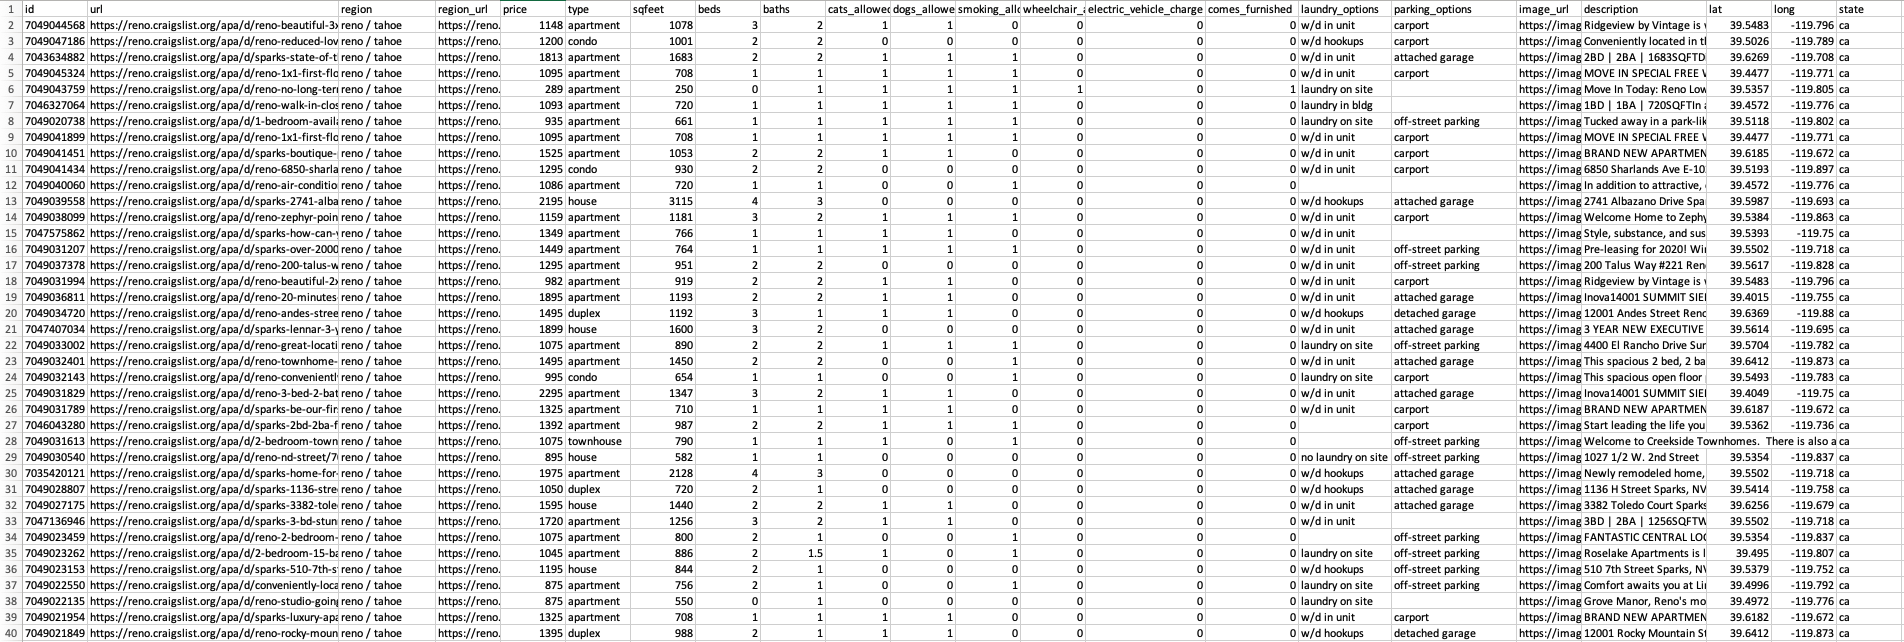 1 id url region region_url price type sqfeet beds baths cats_allowed dogs_allowe smoking_allo wheelchair_a electric_vehicle_charge comes_furnished laundry_options parking_options image_url description lat long state
2 7049044568 https://reno.craigslist.org/apa/d/reno-beautiful-3x reno / tahoe https://reno. 1148 apartment 1078 3 2 1 1 0 0 0 0 w/d in unit carport https://imag Ridgeview by Vintage is 39.5483 -119.796 ca
3 7049047186 https://reno.craigslist.org/apa/d/reno-reduced-lov reno / tahoe https://reno. 1200 condo 1001 2 2 0 0 0 0 0 0 w/d hookups carport https://imag Conveniently located in t 39.5026 -119.789 ca
4 7043634882 https://reno.craigslist.org/apa/d/sparks-state-of-t reno / tahoe https://reno. 1813 apartment 1683 2 2 1 1 1 0 0 0 w/d in unit attached garage https://imag 2BD | 2BA | 1683SQFTD 39.6269 -119.708 ca
5 7049045324 https://reno.craigslist.org/apa/d/reno-1x1-first-flo reno / tahoe https://reno. 1095 apartment 708 1 1 1 1 1 0 0 0 w/d in unit carport https://imag MOVE IN SPECIAL FREE 39.4477 -119.771 ca
6 7049043759 https://reno.craigslist.org/apa/d/reno-no-long-ter reno / tahoe https://reno. 289 apartment 250 0 1 1 1 1 1 0 1 laundry on site https://imag Move In Today: Reno Low 39.5357 -119.805 ca
7 7046327064 https://reno.craigslist.org/apa/d/reno-walk-in-clos reno / tahoe https://reno. 1093 apartment 720 1 1 1 1 1 0 0 0 laundry in bldg https://imag 1BD | 1BA | 720SQFTIn 39.4572 -119.776 ca
8 7049020738 https://reno.craigslist.org/apa/d/1-bedroom-avail reno / tahoe https://reno. 935 apartment 661 1 1 1 1 1 0 0 0 laundry on site off-street parking https://imag Tucked away in a park-lik 39.5118 -119.802 ca
9 7049041899 https://reno.craigslist.org/apa/d/reno-1x1-first-flo reno / tahoe https://reno. 1095 apartment 708 1 1 1 1 1 0 0 0 w/d in unit carport https://imag MOVE IN SPECIAL FREE 39.4477 -119.771 ca
10 7049041451 https://reno.craigslist.org/apa/d/sparks-boutique- reno / tahoe https://reno. 1525 apartment 1053 2 2 1 1 0 0 0 0 w/d in unit carport https://imag BRAND NEW APARTMEN 39.6185 -119.672 ca
11 7049041434 https://reno.craigslist.org/apa/d/reno-6850-sharla reno / tahoe https://reno. 1295 condo 930 2 2 0 0 0 0 0 0 w/d in unit carport https://imag 6850 Sharlands Ave E-10 39.5193 -119.897 ca
12 7049040060 https://reno.craigslist.org/apa/d/reno-air-conditio reno / tahoe https://reno. 1086 apartment 720 1 1 0 0 1 0 0 0 https://imag In addition to attractive, 39.4572 -119.776 ca
13 7049039558 https://reno.craigslist.org/apa/d/sparks-2741-alba reno / tahoe https://reno. 2195 house 3115 4 3 0 0 0 0 0 0 w/d hookups attached garage https://imag 2741 Albazano Drive Spa 39.5987 -119.693 ca
14 7049038099 https://reno.craigslist.org/apa/d/reno-zephyr-poin reno / tahoe https://reno. 1159 apartment 1181 3 2 1 1 1 0 0 0 w/d in unit carport https://imag Welcome Home to Zephy 39.5384 -119.863 ca
15 7047575862 https://reno.craigslist.org/apa/d/sparks-how-can- reno / tahoe https://reno. 1349 apartment 766 1 1 1 1 0 0 0 0 w/d in unit https://imag Style, substance, and sus 39.5393 -119.75 ca
16 7049031207 https://reno.craigslist.org/apa/d/sparks-over-2000 reno / tahoe https://reno. 1449 apartment 764 1 1 1 1 1 0 0 0 w/d in unit off-street parking https://imag Pre-leasing for 2020! Wi 39.5502 -119.718 ca
17 7049037378 https://reno.craigslist.org/apa/d/reno-200-talus-w reno / tahoe https://reno. 1295 apartment 951 2 2 0 0 0 0 0 0 w/d in unit off-street parking https://imag 200 Talus Way #221 Ren 39.5617 -119.828 ca
18 7049031994 https://reno.craigslist.org/apa/d/reno-beautiful-2x reno / tahoe https://reno. 982 apartment 919 2 2 1 1 0 0 0 0 w/d in unit carport https://imag Ridgeview by Vintage is 39.5483 -119.796 ca
19 7049036811 https://reno.craigslist.org/apa/d/reno-20-minutes- reno / tahoe https://reno. 1895 apartment 1193 2 2 1 1 0 0 0 0 w/d in unit attached garage https://imag Inova14001 SUMMIT SIE 39.4015 -119.755 ca
20 7049034720 https://reno.craigslist.org/apa/d/reno-andes-stree reno / tahoe https://reno. 1495 duplex 1192 3 1 1 1 0 0 0 0 w/d hookups detached garage https://imag 12001 Andes Street Reno 39.6369 -119.88 ca
21 7047407034 https://reno.craigslist.org/apa/d/sparks-lennar-3-y reno / tahoe https://reno. 1899 house 1600 3 2 0 0 0 0 0 0 w/d in unit attached garage https://imag 3 YEAR NEW EXECUTIVE 39.5614 -119.695 ca
22 7049033002 https://reno.craigslist.org/apa/d/reno-great-locati reno / tahoe https://reno. 1075 apartment 890 2 2 1 1 1 0 0 0 laundry on site off-street parking https://imag 4400 El Rancho Drive Sun 39.5704 -119.782 ca
23 7049032401 https://reno.craigslist.org/apa/d/reno-townhome- reno / tahoe https://reno. 1495 apartment 1450 2 2 0 0 1 0 0 0 w/d in unit attached garage https://imag This spacious 2 bed, 2 ba 39.6412 -119.873 ca
24 7049032143 https://reno.craigslist.org/apa/d/reno-convenient reno / tahoe https://reno. 995 condo 654 1 1 0 0 1 0 0 0 laundry on site carport https://imag This spacious open floor 39.5493 -119.783 ca
25 7049031829 https://reno.craigslist.org/apa/d/reno-3-bed-2-bat reno / tahoe https://reno. 2295 apartment 1347 3 2 1 1 0 0 0 0 w/d in unit attached garage https://imag Inova14001 SUMMIT SIE 39.4049 -119.75 ca
26 7049031789 https://reno.craigslist.org/apa/d/sparks-be-our-fir reno / tahoe https://reno. 1325 apartment 710 1 1 1 1 0 0 0 0 w/d in unit carport https://imag BRAND NEW APARTMEN 39.6187 -119.672 ca
27 7046043280 https://reno.craigslist.org/apa/d/sparks-2bd-2ba-f reno / tahoe https://reno. 1392 apartment 987 2 2 1 1 1 0 0 0 w/d in unit carport https://imag Start leading the life you 39.5362 -119.736 ca
28 7049031613 https://reno.craigslist.org/apa/d/2-bedroom-town reno / tahoe https://reno. 1075 townhouse 790 1 1 1 0 1 0 0 0 off-street parking https://imag Welcome to Creekside Townhomes. There is also a ca
29 7049030540 https://reno.craigslist.org/apa/d/reno-nd-street/7 reno / tahoe https://reno. 895 house 582 1 1 0 0 0 0 0 0 no laundry on site off-street parking https://imag 1027 1/2 W. 2nd Street 39.5354 -119.837 ca
30 7035420121 https://reno.craigslist.org/apa/d/sparks-home-for- reno / tahoe https://reno. 1975 apartment 2128 4 3 0 0 0 0 0 0 w/d hookups attached garage https://imag Newly remodeled home, 39.5502 -119.718 ca
31 7049028807 https://reno.craigslist.org/apa/d/sparks-1136-stre reno / tahoe https://reno. 1050 duplex 720 2 1 0 0 0 0 0 0 w/d hookups attached garage https://imag 1136 H Street Sparks, NV 39.5414 -119.758 ca
32 7049027175 https://reno.craigslist.org/apa/d/sparks-3382-tole reno / tahoe https://reno. 1595 house 1440 2 2 1 1 0 0 0 0 w/d in unit attached garage https://imag 3382 Toledo Court Sparks 39.6256 -119.679 ca
33 7047136946 https://reno.craigslist.org/apa/d/sparks-3-bd-stun reno / tahoe https://reno. 1720 apartment 1256 3 2 1 1 0 0 0 0 w/d in unit https://imag 3BD | 2BA | 1256SQFTW 39.5502 -119.718 ca
34 7049023459 https://reno.craigslist.org/apa/d/reno-2-bedroom- reno / tahoe https://reno. 1075 apartment 800 2 1 1 0 1 0 0 0 off-street parking https://imag FANTASTIC CENTRAL LOC 39.5354 -119.837 ca
35 7049023262 https://reno.craigslist.org/apa/d/2-bedroom-15-ba reno / tahoe https://reno. 1045 apartment 886 2 1.5 1 0 1 0 0 0 laundry on site off-street parking https://imag Roselake Apartments is l 39.495 -119.807 ca
36 7049023153 https://reno.craigslist.org/apa/d/sparks-510-7th-s reno / tahoe https://reno. 1195 house 844 2 1 0 0 0 0 0 0 w/d hookups off-street parking https://imag 510 7th Street Sparks, NV 39.5379 -119.752 ca
37 7049022550 https://reno.craigslist.org/apa/d/conveniently-loca reno / tahoe https://reno. 875 apartment 756 2 1 0 0 1 0 0 0 laundry on site off-street parking https://imag Comfort awaits you at Li 39.4996 -119.792 ca
38 7049022135 https://reno.craigslist.org/apa/d/reno-studio-goin reno / tahoe https://reno. 875 apartment 550 0 1 0 0 0 0 0 0 laundry on site https://imag Grove Manor, Reno's mo 39.4972 -119.776 ca
39 7049021954 https://reno.craigslist.org/apa/d/sparks-luxury-apa reno / tahoe https://reno. 1325 apartment 708 1 1 1 1 0 0 0 0 w/d in unit carport https://imag BRAND NEW APARTMEN 39.6182 -119.672 ca
40 7049021849 https://reno.craigslist.org/apa/d/reno-rocky-moun reno / tahoe https://reno. 1395 duplex 988 2 1 1 1 0 0 0 0 w/d hookups detached garage https://imag 12001 Rocky Mountain St 39.6412 -119.873 ca